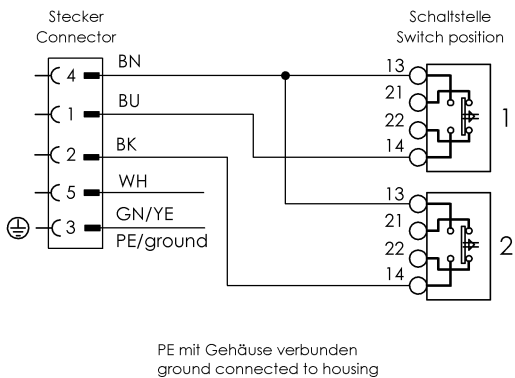 Stecker
Connector
Schaltstelle
Switch position
4 BN
1 BU
2 BK
5 WH
3 GN/YE
PE/ground
13
21
22
14
1
13
21
22
14
2
PE mit Gehäuse verbunden
ground connected to housing